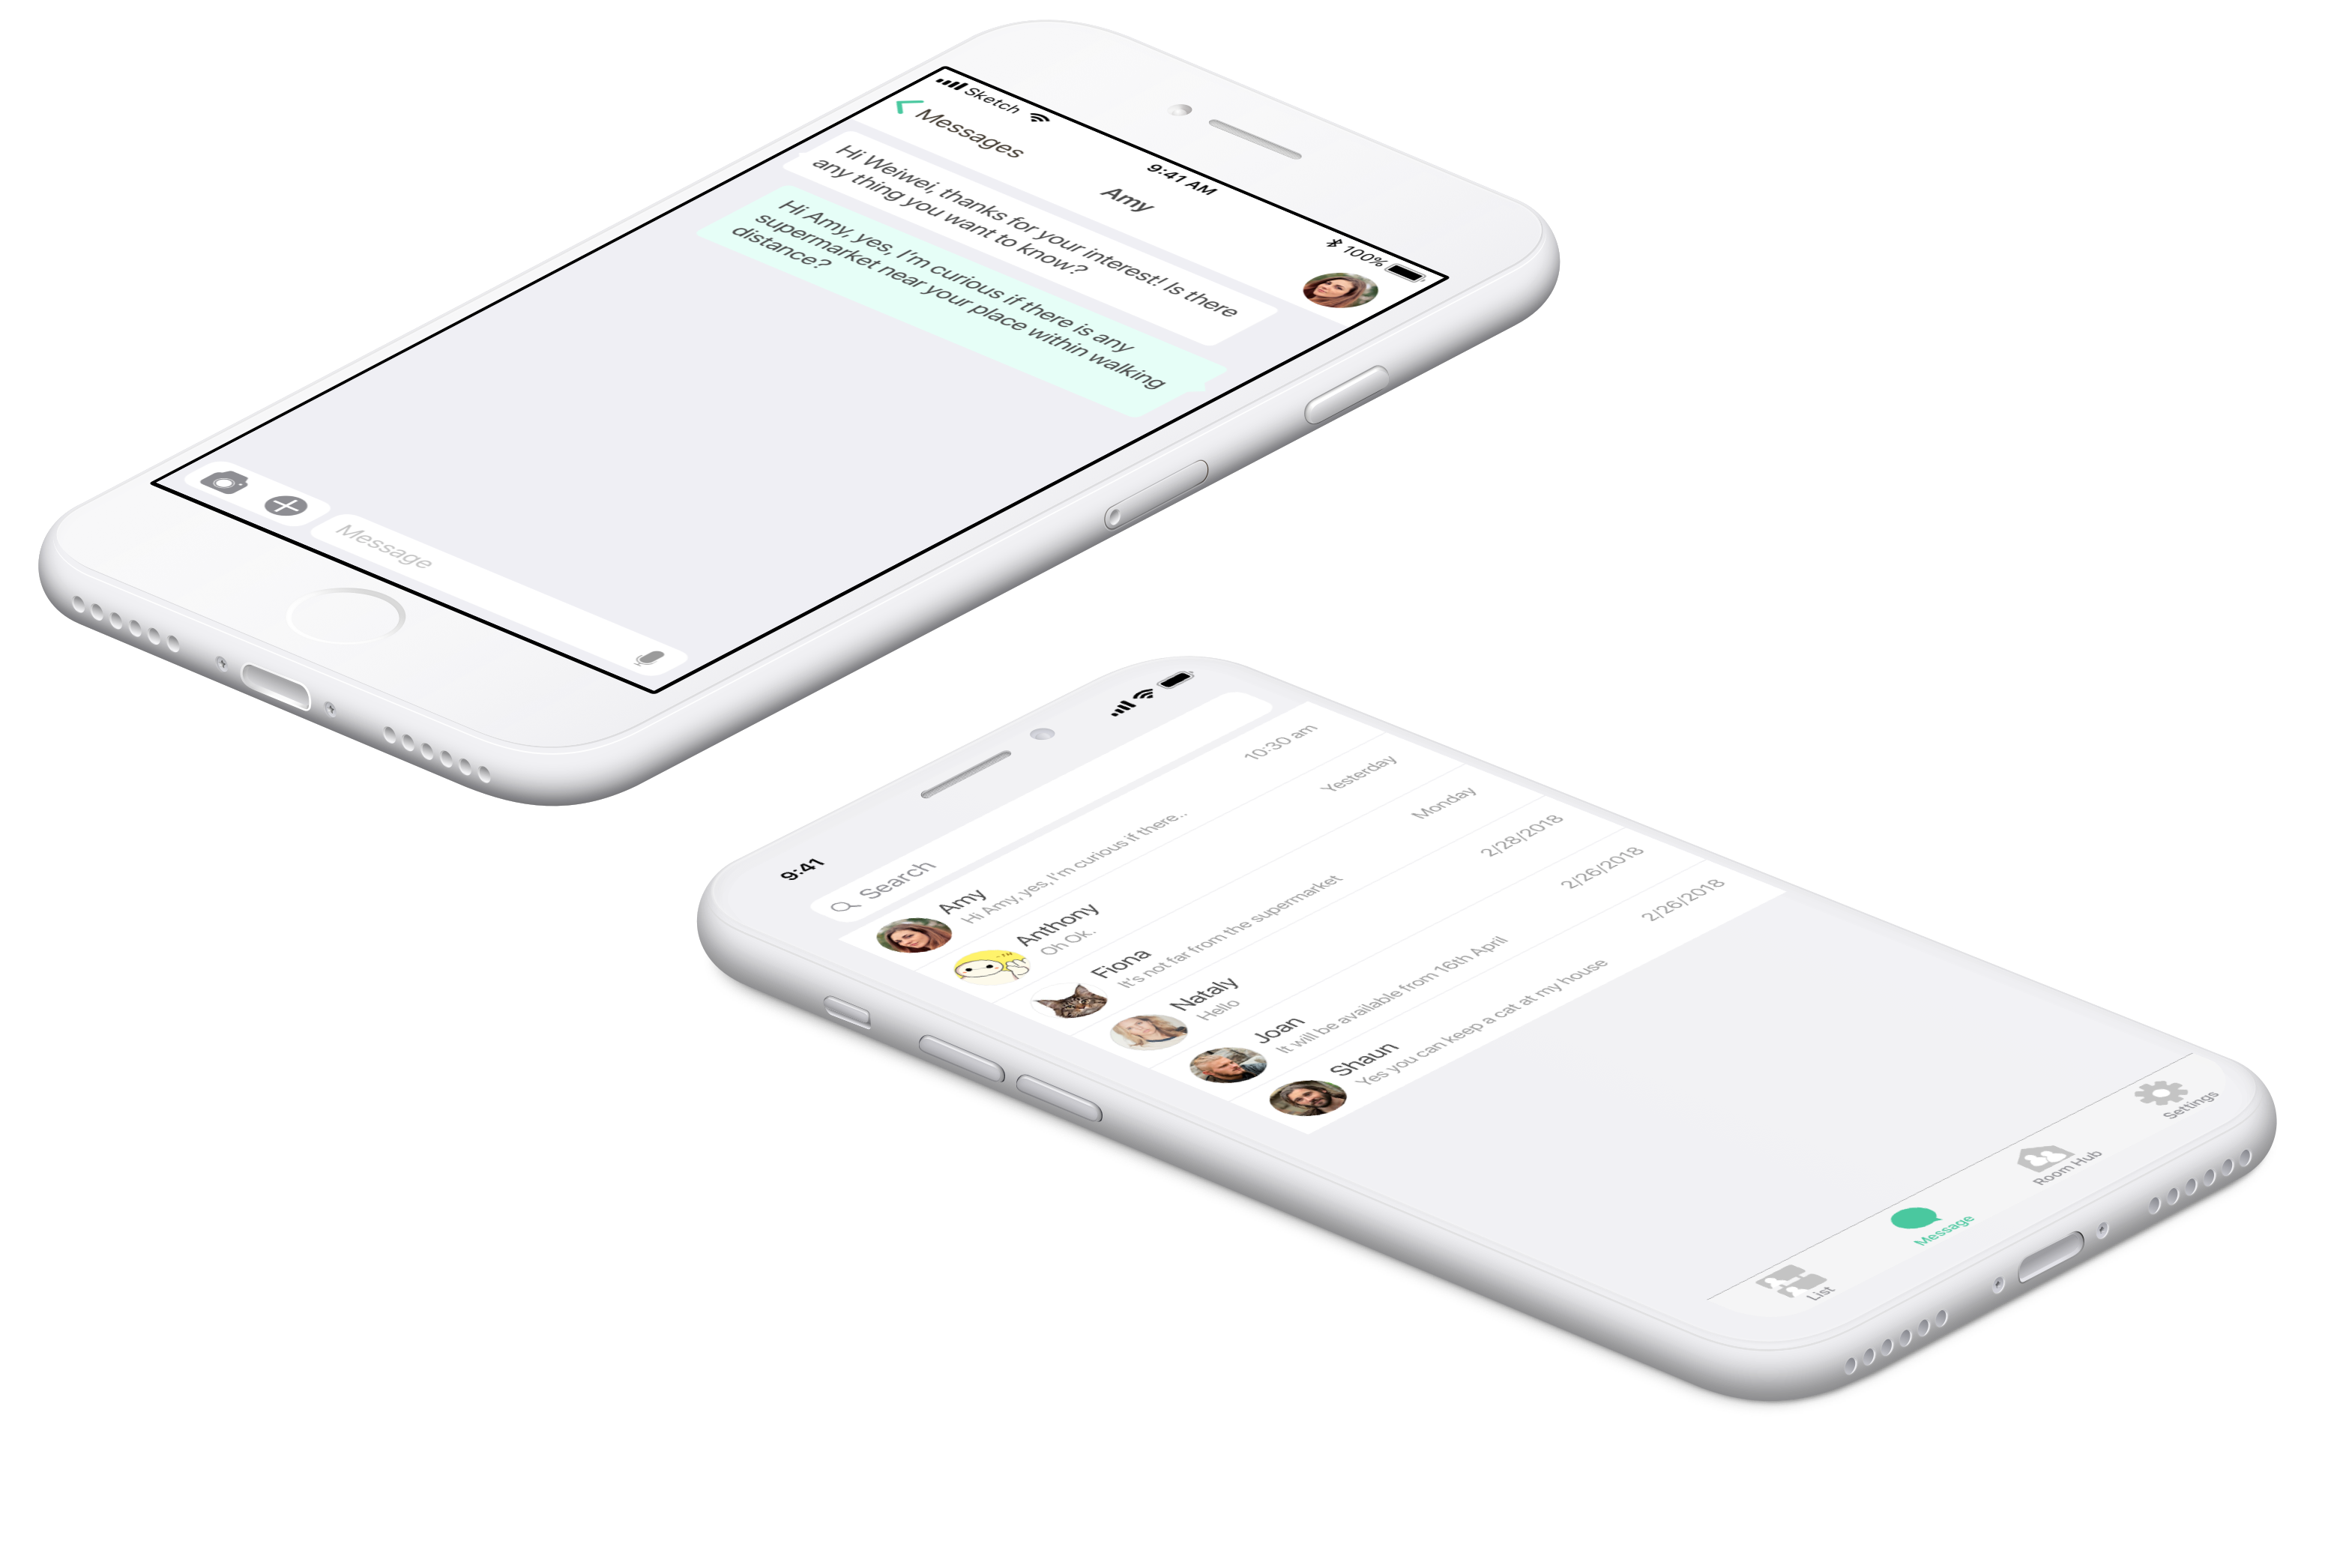 Sketch
9:41 AM
100%
Messages
Amy
Hi Weiwei, thanks for your interest! Is there
any thing you want to know?
Hi Amy, yes, I'm curious if there is any
supermarket near your place within walking
distance?
Message
9:41
Search
Amy
10:30 am
Hi Amy, yes, I'm curious if there..
Anthony
Yesterday
Oh Ok.
Fiona
Monday
It's not far from the supermarket
Nataly
2/28/2018
Hello
Joan
2/26/2018
It will be available from 16th April
Shaun
2/26/2018
Yes you can keep a cat at my house
List
Message
Room Hub
Settings